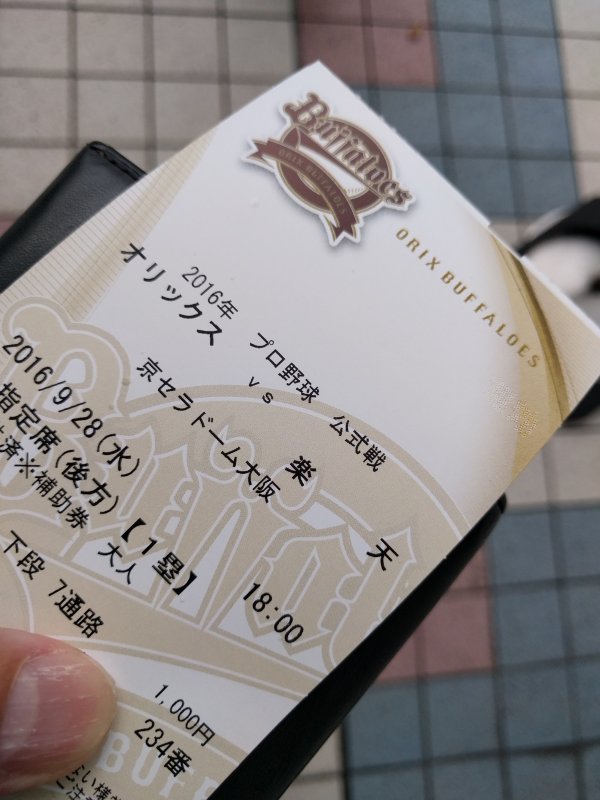 Buffaloes
ORIX BUFFALOES
ORIX BUFFALOES
2016年 プロ野球 公式戦
オリックス vs 楽天
京セラドーム大阪
2016/9/28(水) 18:00
指定席(後方)【1塁】
済※補助券 大人
下段 7通路
1,000円
234番